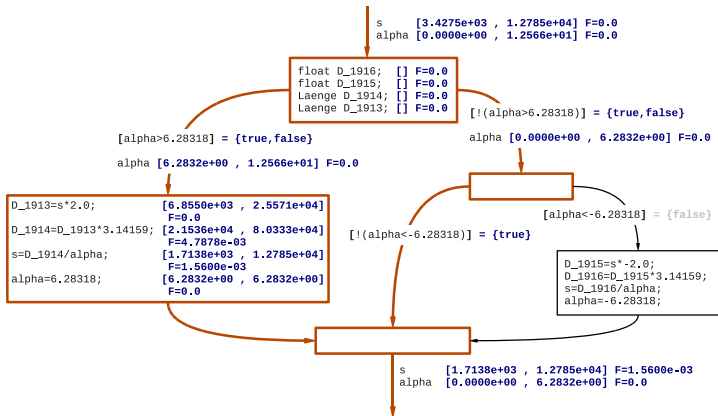 s [3.4275e+03 , 1.2785e+04] F=0.0
alpha [0.0000e+00 , 1.2566e+01] F=0.0
float D_1916; [] F=0.0
float D_1915; [] F=0.0
Laenge D_1914; [] F=0.0
Laenge D_1913; [] F=0.0
[alpha>6.28318] = {true,false}
alpha [6.2832e+00 , 1.2566e+01] F=0.0
[!(alpha>6.28318)] = {true,false}
alpha [0.0000e+00 , 6.2832e+00] F=0.0
D_1913=s*2.0; [6.8550e+03 , 2.5571e+04]
F=0.0
D_1914=D_1913*3.14159; [2.1536e+04 , 8.0333e+04]
F=4.7878e-03
s=D_1914/alpha; [1.7138e+03 , 1.2785e+04]
F=1.5600e-03
alpha=6.28318; [6.2832e+00 , 6.2832e+00]
F=0.0
[!(alpha<-6.28318)] = {true}
[alpha<-6.28318] = {false}
D_1915=s*-2.0;
D_1916=D_1915*3.14159;
s=D_1916/alpha;
alpha=-6.28318;
s [1.7138e+03 , 1.2785e+04] F=1.5600e-03
alpha [0.0000e+00 , 6.2832e+00] F=0.0